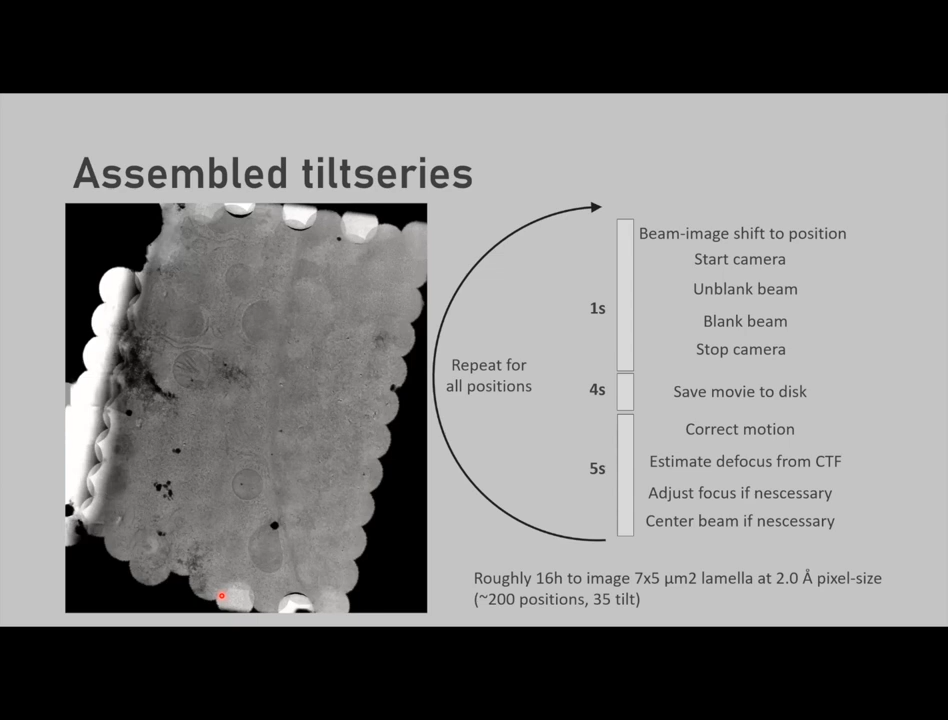 Assembled tiltseries
Repeat for
all positions
1s
4s
5s
Beam-image shift to position
Start camera
Unblank beam
Blank beam
Stop camera
Save movie to disk
Correct motion
Estimate defocus from CTF
Adjust focus if nescessary
Center beam if nescessary
Roughly 16h to image 7x5 µm2 lamella at 2.0 Å pixel-size
(~200 positions, 35 tilt)